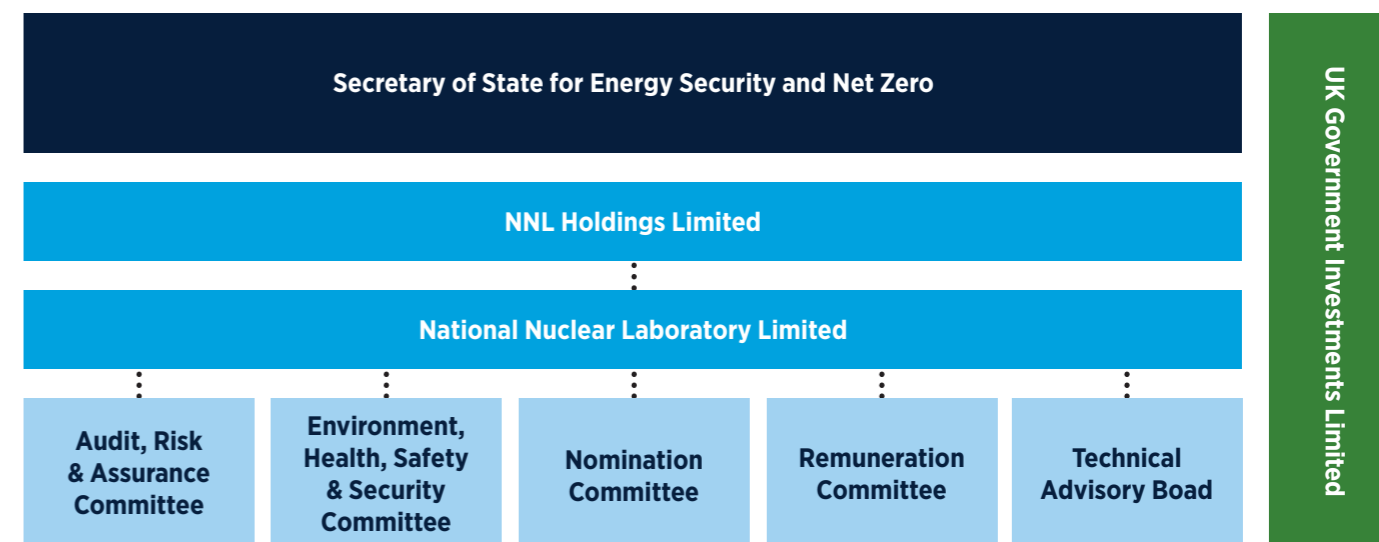 Secretary of State for Energy Security and Net Zero
NNL Holdings Limited
National Nuclear Laboratory Limited
Audit, Risk
& Assurance
Committee
Environment,
Health, Safety
& Security
Committee
Nomination
Committee
Remuneration
Committee
Technical
Advisory Boad
UK Government Investments Limited